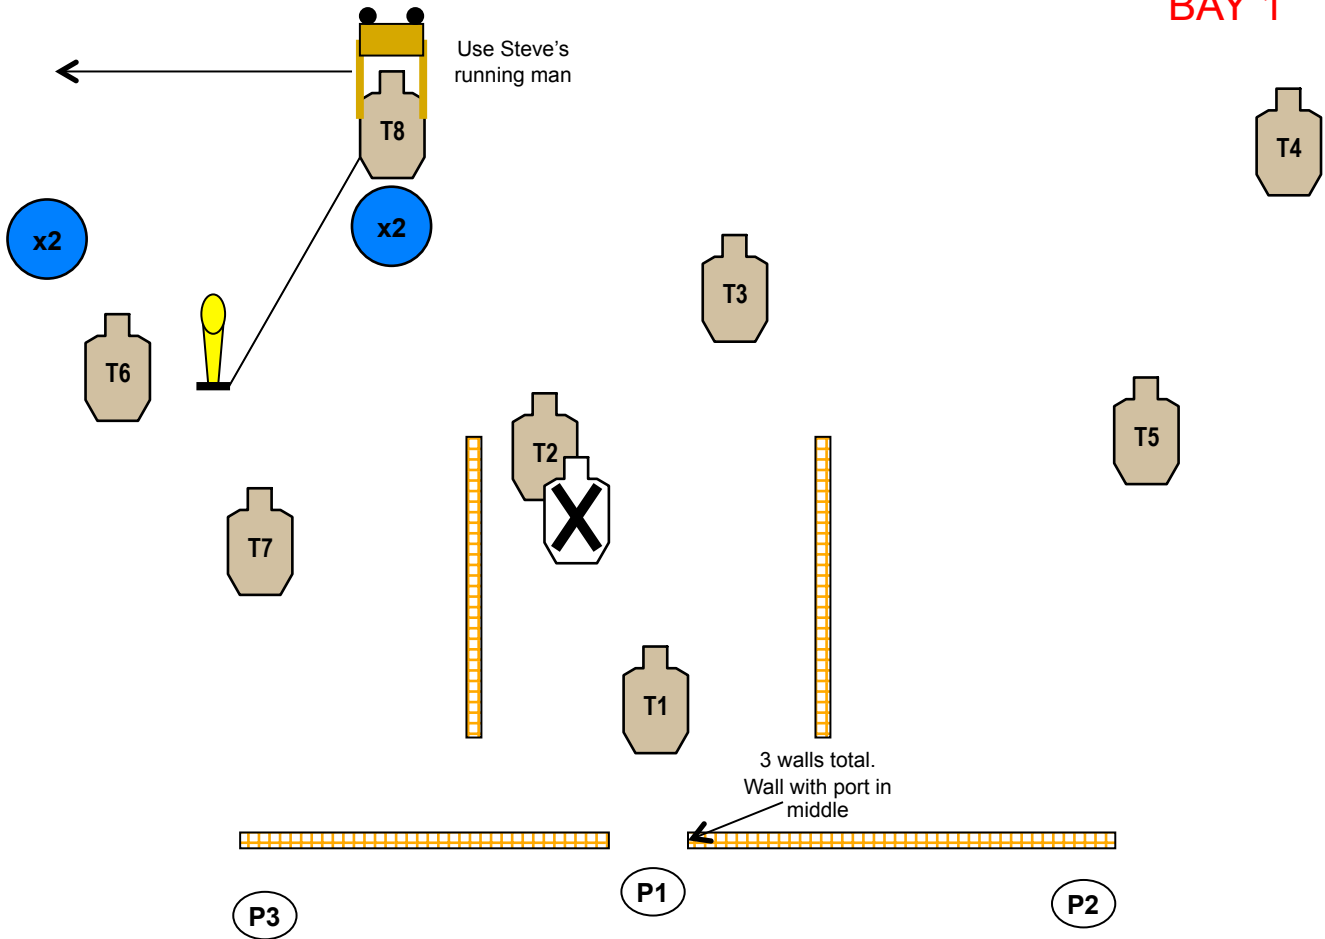 BAY 1
Use Steve's
running man
T8
T4
x2
x2
T3
T6
T2
T5
T7
T1
3 walls total.
Wall with port in
middle
P3
P1
P2